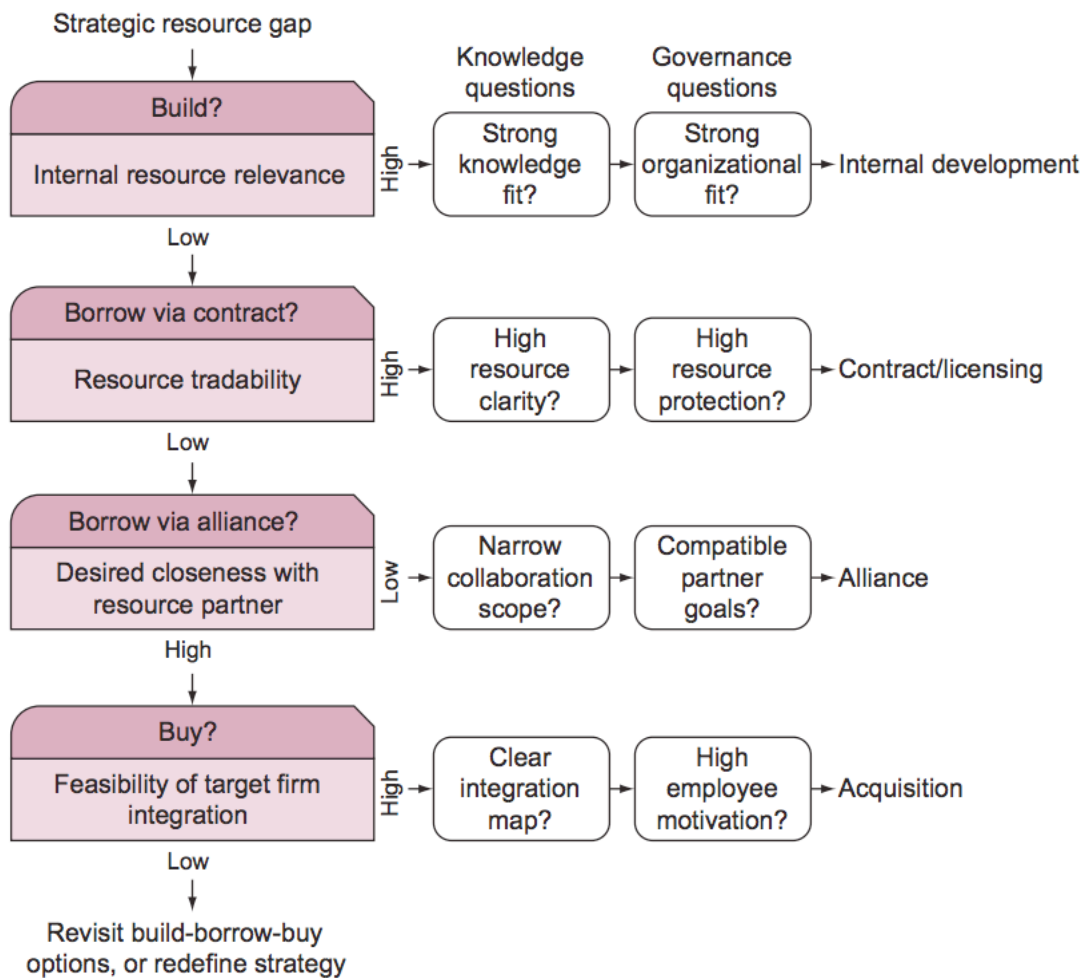 Strategic resource gap
Knowledge
questions
Governance
questions
Build?
Internal resource relevance
High
Strong
knowledge
fit?
Strong
organizational
fit?
Internal development
Low
Borrow via contract?
Resource tradability
High
High
resource
clarity?
High
resource
protection?
Contract/licensing
Low
Borrow via alliance?
Desired closeness with
resource partner
Low
Narrow
collaboration
scope?
Compatible
partner
goals?
Alliance
High
Buy?
Feasibility of target firm
integration
High
Clear
integration
map?
High
employee
motivation?
Acquisition
Low
Revisit build-borrow-buy
options, or redefine strategy